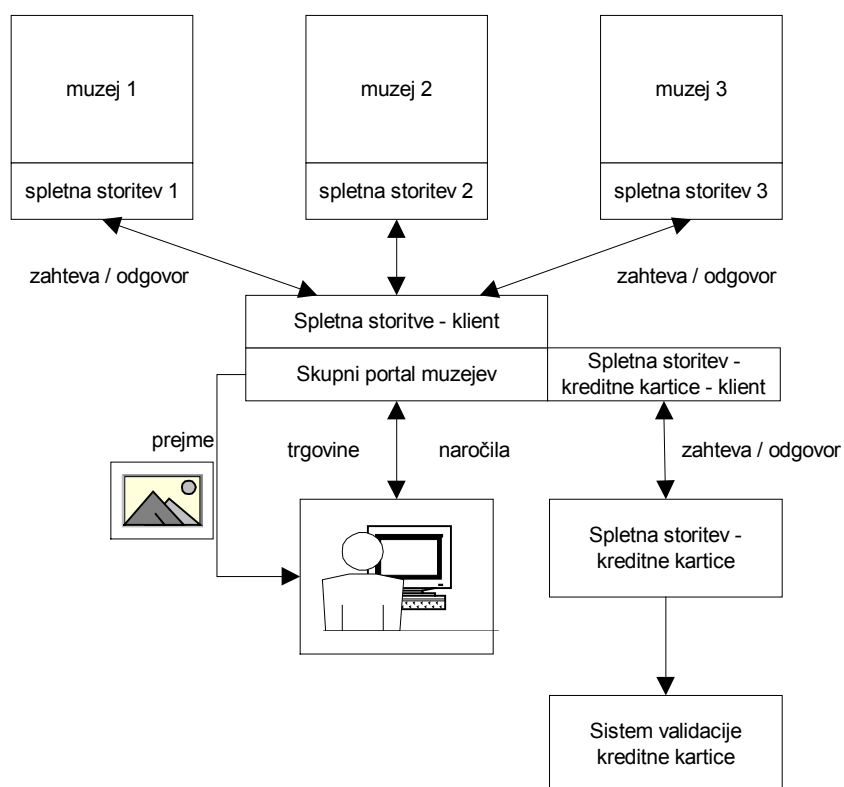 muzej 1
muzej 2
muzej 3
spletna storitev 1
spletna storitev 2
spletna storitev 3
zahteva / odgovor
zahteva / odgovor
Spletna storitve - klient
Skupni portal muzejev
Spletna storitev -
kreditne kartice - klient
prejme
trgovine
naročila
zahteva / odgovor
Spletna storitev -
kreditne kartice
Sistem validacije
kreditne kartice